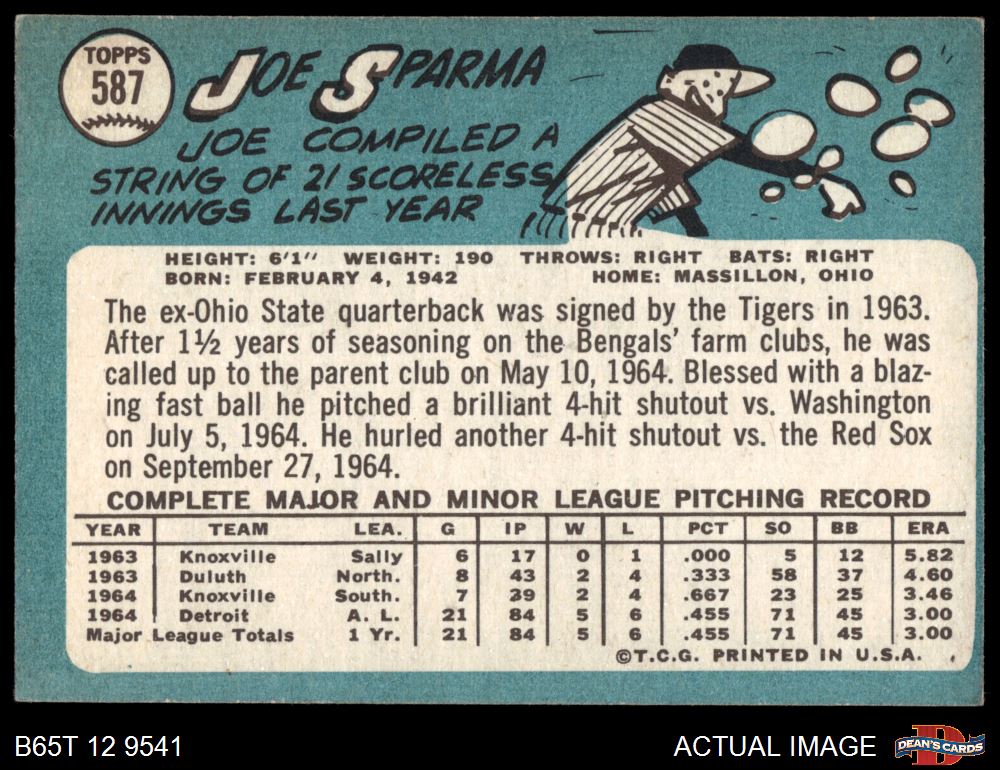 TOPPS
587
JOE SPARMA
JOE COMPILED A
STRING OF 21 SCORELESS
INNINGS LAST YEAR
HEIGHT: 6'1" WEIGHT: 190 THROWS: RIGHT BATS: RIGHT
BORN: FEBRUARY 4, 1942 HOME: MASSILLON, OHIO
The ex-Ohio State quarterback was signed by the Tigers in 1963.
After 1½ years of seasoning on the Bengals' farm clubs, he was
called up to the parent club on May 10, 1964. Blessed with a blaz-
ing fast ball he pitched a brilliant 4-hit shutout vs. Washington
on July 5, 1964. He hurled another 4-hit shutout vs. the Red Sox
on September 27, 1964.
COMPLETE MAJOR AND MINOR LEAGUE PITCHING RECORD
YEAR TEAM LEA. G IP W L PCT SO BB ERA
1963 Knoxville Sally 6 17 0 1 .000 5 12 5.82
1963 Duluth North. 8 43 2 4 .333 58 37 4.60
1964 Knoxville South. 7 39 2 4 .667 23 25 3.46
1964 Detroit A. L. 21 84 5 6 .455 71 45 3.00
Major League Totals 1 Yr. 21 84 5 6 .455 71 45 3.00
©T.C.G. PRINTED IN U.S.A.
B65T 12 9541 ACTUAL IMAGE DEAN'S CARDS